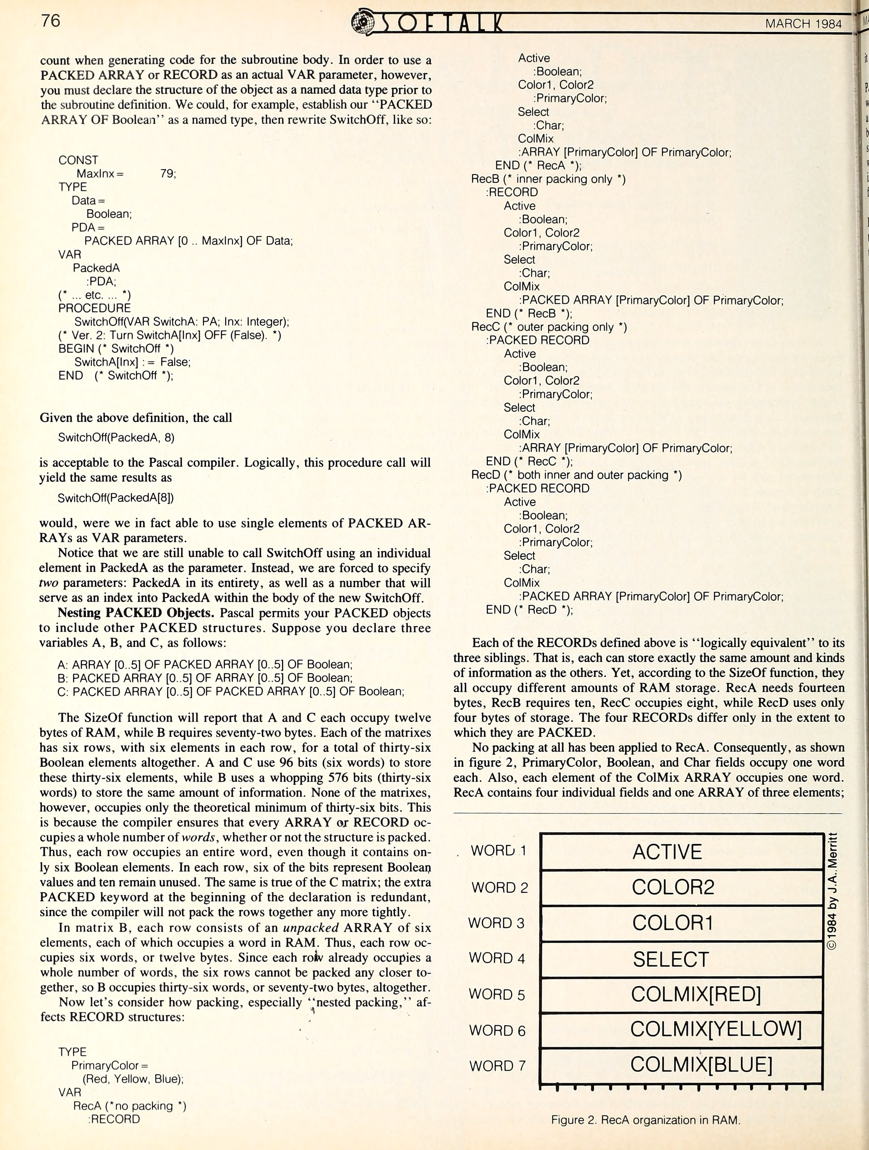 76
SOFTALK
MARCH 1984
count when generating code for the subroutine body. In order to use a
PACKED ARRAY or RECORD as an actual VAR parameter, however,
you must declare the structure of the object as a named data type prior to
the subroutine definition. We could, for example, establish our "PACKED
ARRAY OF Boolean" as a named type, then rewrite SwitchOff, like so:
CONST
MaxInx = 79;
TYPE
Data =
Boolean;
PDA =
PACKED ARRAY [0 .. MaxInx] OF Data;
VAR
PackedA
:PDA;
(* ... etc. ... *)
PROCEDURE
SwitchOff(VAR SwitchA: PA; Inx: Integer);
(* Ver. 2: Turn SwitchA[Inx] OFF (False). *)
BEGIN (* SwitchOff *)
SwitchA[Inx] : = False;
END (* SwitchOff *);
Given the above definition, the call
SwitchOff(PackedA, 8)
is acceptable to the Pascal compiler. Logically, this procedure call will
yield the same results as
SwitchOff(PackedA[8])
would, were we in fact able to use single elements of PACKED AR-
RAYs as VAR parameters.
Notice that we are still unable to call SwitchOff using an individual
element in PackedA as the parameter. Instead, we are forced to specify
two parameters: PackedA in its entirety, as well as a number that will
serve as an index into PackedA within the body of the new SwitchOff.
Nesting PACKED Objects. Pascal permits your PACKED objects
to include other PACKED structures. Suppose you declare three
variables A, B, and C, as follows:
A: ARRAY [0..5] OF PACKED ARRAY [0..5] OF Boolean;
B: PACKED ARRAY [0..5] OF ARRAY [0..5] OF Boolean;
C: PACKED ARRAY [0..5] OF PACKED ARRAY [0..5] OF Boolean;
The SizeOf function will report that A and C each occupy twelve
bytes of RAM, while B requires seventy-two bytes. Each of the matrixes
has six rows, with six elements in each row, for a total of thirty-six
Boolean elements altogether. A and C use 96 bits (six words) to store
these thirty-six elements, while B uses a whopping 576 bits (thirty-six
words) to store the same amount of information. None of the matrixes,
however, occupies only the theoretical minimum of thirty-six bits. This
is because the compiler ensures that every ARRAY or RECORD oc-
cupies a whole number of words, whether or not the structure is packed.
Thus, each row occupies an entire word, even though it contains on-
ly six Boolean elements. In each row, six of the bits represent Boolean
values and ten remain unused. The same is true of the C matrix; the extra
PACKED keyword at the beginning of the declaration is redundant,
since the compiler will not pack the rows together any more tightly.
In matrix B, each row consists of an unpacked ARRAY of six
elements, each of which occupies a word in RAM. Thus, each row oc-
cupies six words, or twelve bytes. Since each row already occupies a
whole number of words, the six rows cannot be packed any closer to-
gether, so B occupies thirty-six words, or seventy-two bytes, altogether.
Now let's consider how packing, especially "nested packing," af-
fects RECORD structures:
TYPE
PrimaryColor =
(Red, Yellow, Blue);
VAR
RecA (*no packing *)
:RECORD
Active
:Boolean;
Color1, Color2
:PrimaryColor;
Select
:Char;
ColMix
:ARRAY [PrimaryColor] OF PrimaryColor;
END (* RecA *);
RecB (* inner packing only *)
:RECORD
Active
:Boolean;
Color1, Color2
:PrimaryColor;
Select
:Char;
ColMix
:PACKED ARRAY [PrimaryColor] OF PrimaryColor;
END (* RecB *);
RecC (* outer packing only *)
:PACKED RECORD
Active
:Boolean;
Color1, Color2
:PrimaryColor;
Select
:Char;
ColMix
:ARRAY [PrimaryColor] OF PrimaryColor;
END (* RecC *);
RecD (* both inner and outer packing *)
:PACKED RECORD
Active
:Boolean;
Color1, Color2
:PrimaryColor;
Select
:Char;
ColMix
:PACKED ARRAY [PrimaryColor] OF PrimaryColor;
END (* RecD *);
Each of the RECORDs defined above is "logically equivalent" to its
three siblings. That is, each can store exactly the same amount and kinds
of information as the others. Yet, according to the SizeOf function, they
all occupy different amounts of RAM storage. RecA needs fourteen
bytes, RecB requires ten, RecC occupies eight, while RecD uses only
four bytes of storage. The four RECORDs differ only in the extent to
which they are PACKED.
No packing at all has been applied to RecA. Consequently, as shown
in figure 2, PrimaryColor, Boolean, and Char fields occupy one word
each. Also, each element of the ColMix ARRAY occupies one word.
RecA contains four individual fields and one ARRAY of three elements;
WORD 1 ACTIVE
WORD 2 COLOR2
WORD 3 COLOR1
WORD 4 SELECT
WORD 5 COLMIX[RED]
WORD 6 COLMIX[YELLOW]
WORD 7 COLMIX[BLUE]
©1984 by J.A. Merritt
Figure 2. RecA organization in RAM.